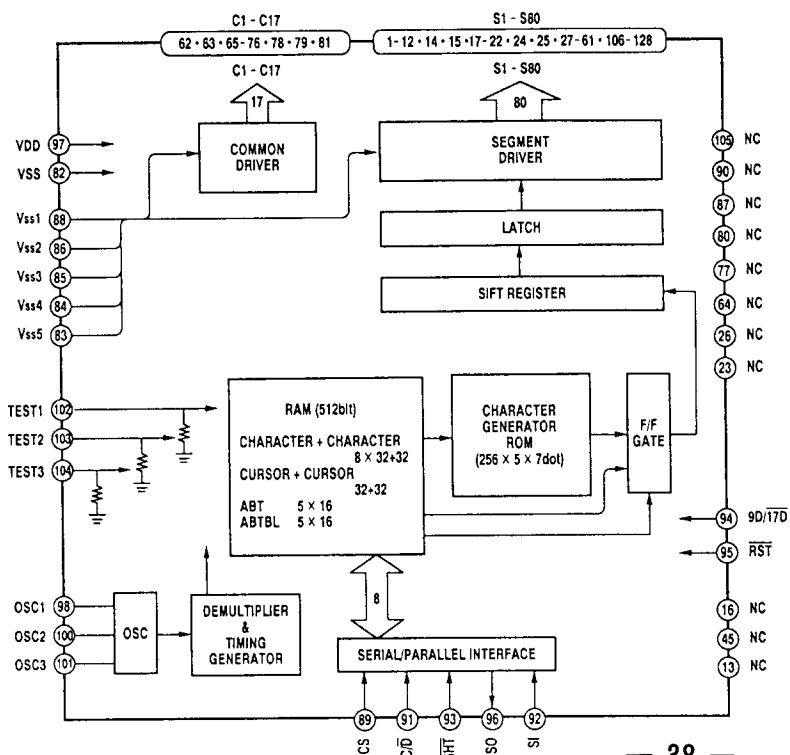 C1 - C17
S1 - S80
62 • 63 • 65 - 76 • 78 • 79 • 81
1 - 12 • 14 • 15 • 17 - 22 • 24 • 25 • 27 - 61 • 106 - 128
C1 - C17
S1 - S80
17
80
COMMON
DRIVER
SEGMENT
DRIVER
LATCH
SIFT REGISTER
VDD 97
VSS 82
Vss1 88
Vss2 86
Vss3 85
Vss4 84
Vss5 83
105 NC
90 NC
87 NC
80 NC
77 NC
64 NC
26 NC
23 NC
TEST1 102
TEST2 103
TEST3 104
RAM (512bit)
CHARACTER + CHARACTER
8 × 32+32
CURSOR + CURSOR
32+32
ABT 5 × 16
ABTBL 5 × 16
CHARACTER
GENERATOR
ROM
(256 × 5 × 7dot)
F/F
GATE
94 9D/17D
95 RST
OSC1 98
OSC2 100
OSC3 101
OSC
DEMULTIPLIER
&
TIMING
GENERATOR
8
SERIAL/PARALLEL INTERFACE
16 NC
45 NC
13 NC
89 91 93 96 92
CS C/D HT SO SI
— 38 —